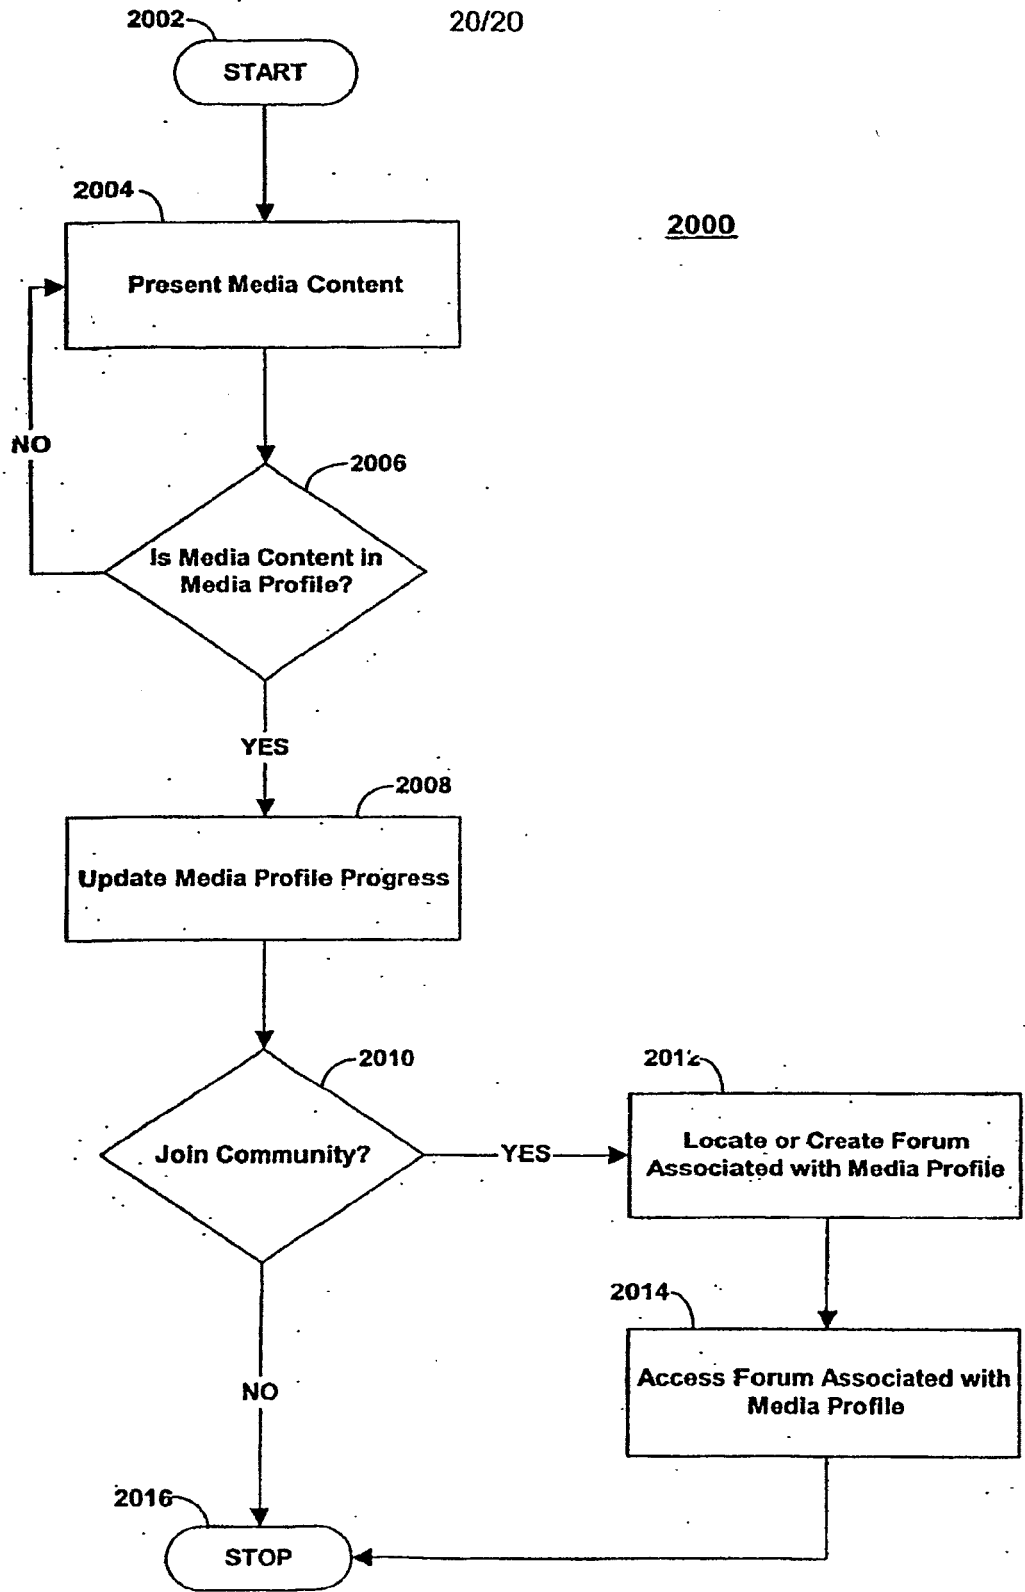 20/20
2002
START
2004
2000
Present Media Content
NO
2006
Is Media Content in
Media Profile?
YES
2008
Update Media Profile Progress
2010
Join Community?
YES
2012
Locate or Create Forum
Associated with Media Profile
2014
Access Forum Associated with
Media Profile
NO
2016
STOP